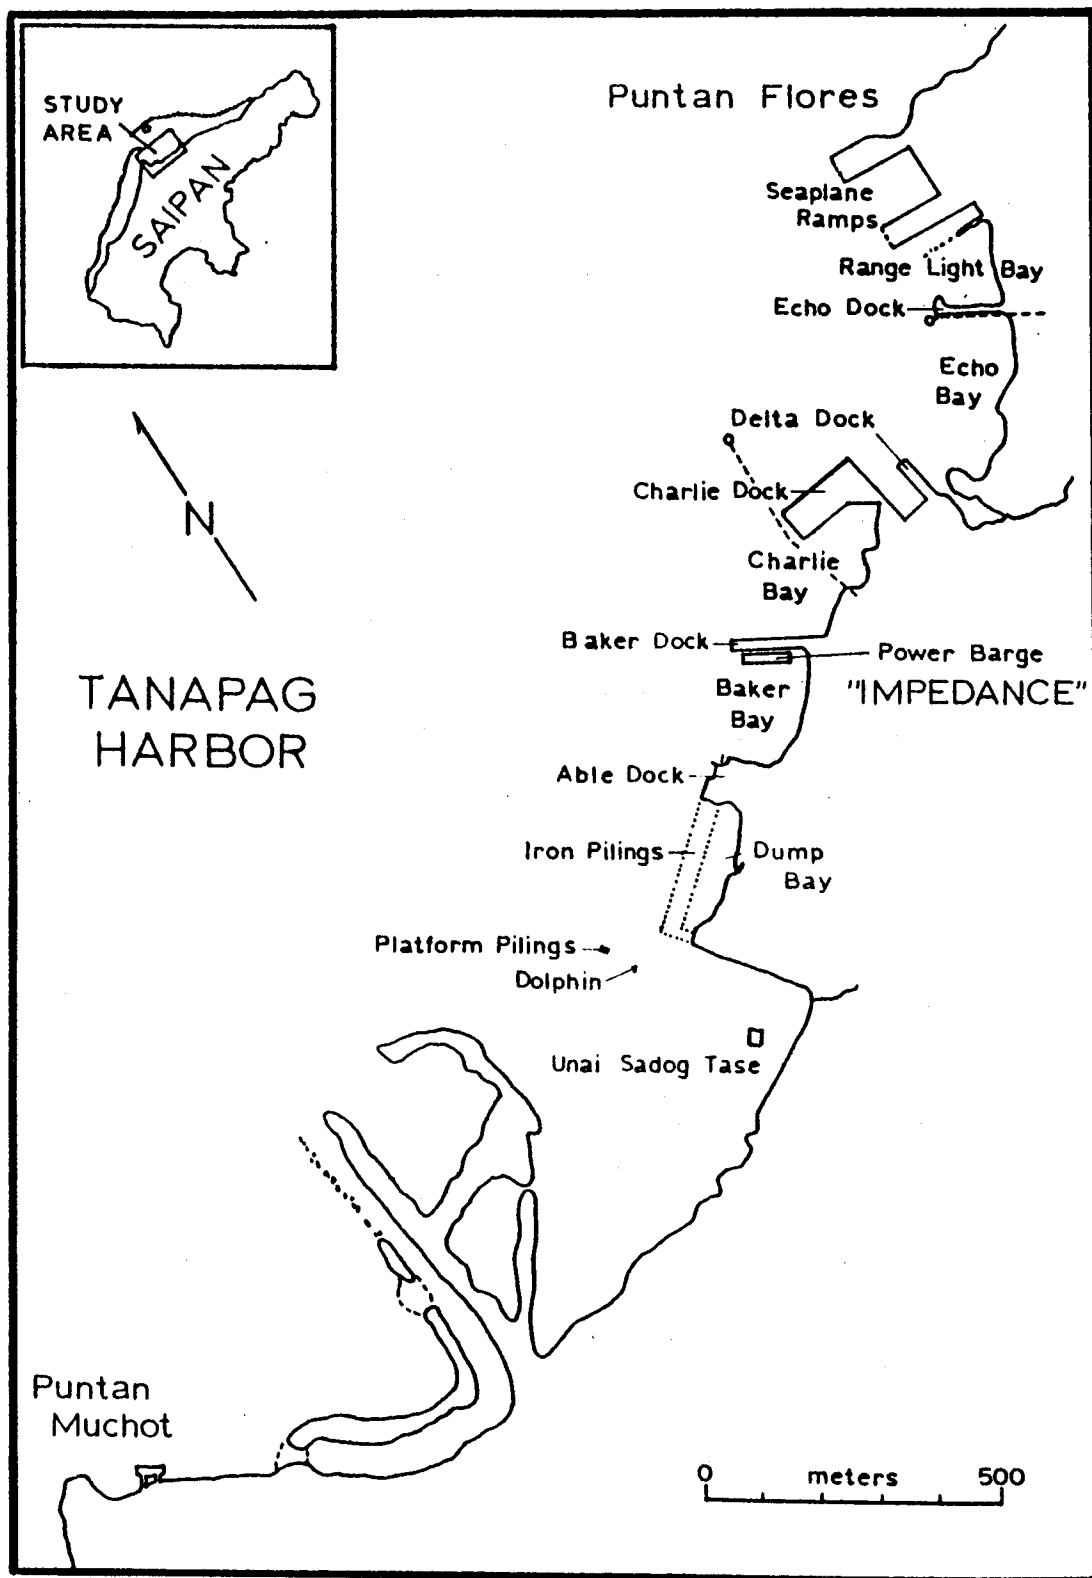 STUDY
AREA
SAIPAN
N
TANAPAG
HARBOR
Puntan Flores
Seaplane
Ramps
Range Light Bay
Echo Dock
Echo
Bay
Delta Dock
Charlie Dock
Charlie
Bay
Baker Dock
Power Barge
"IMPEDANCE"
Baker
Bay
Able Dock
Iron Pilings
Dump
Bay
Platform Pilings
Dolphin
Unai Sadog Tase
Puntan
Muchot
0 meters 500